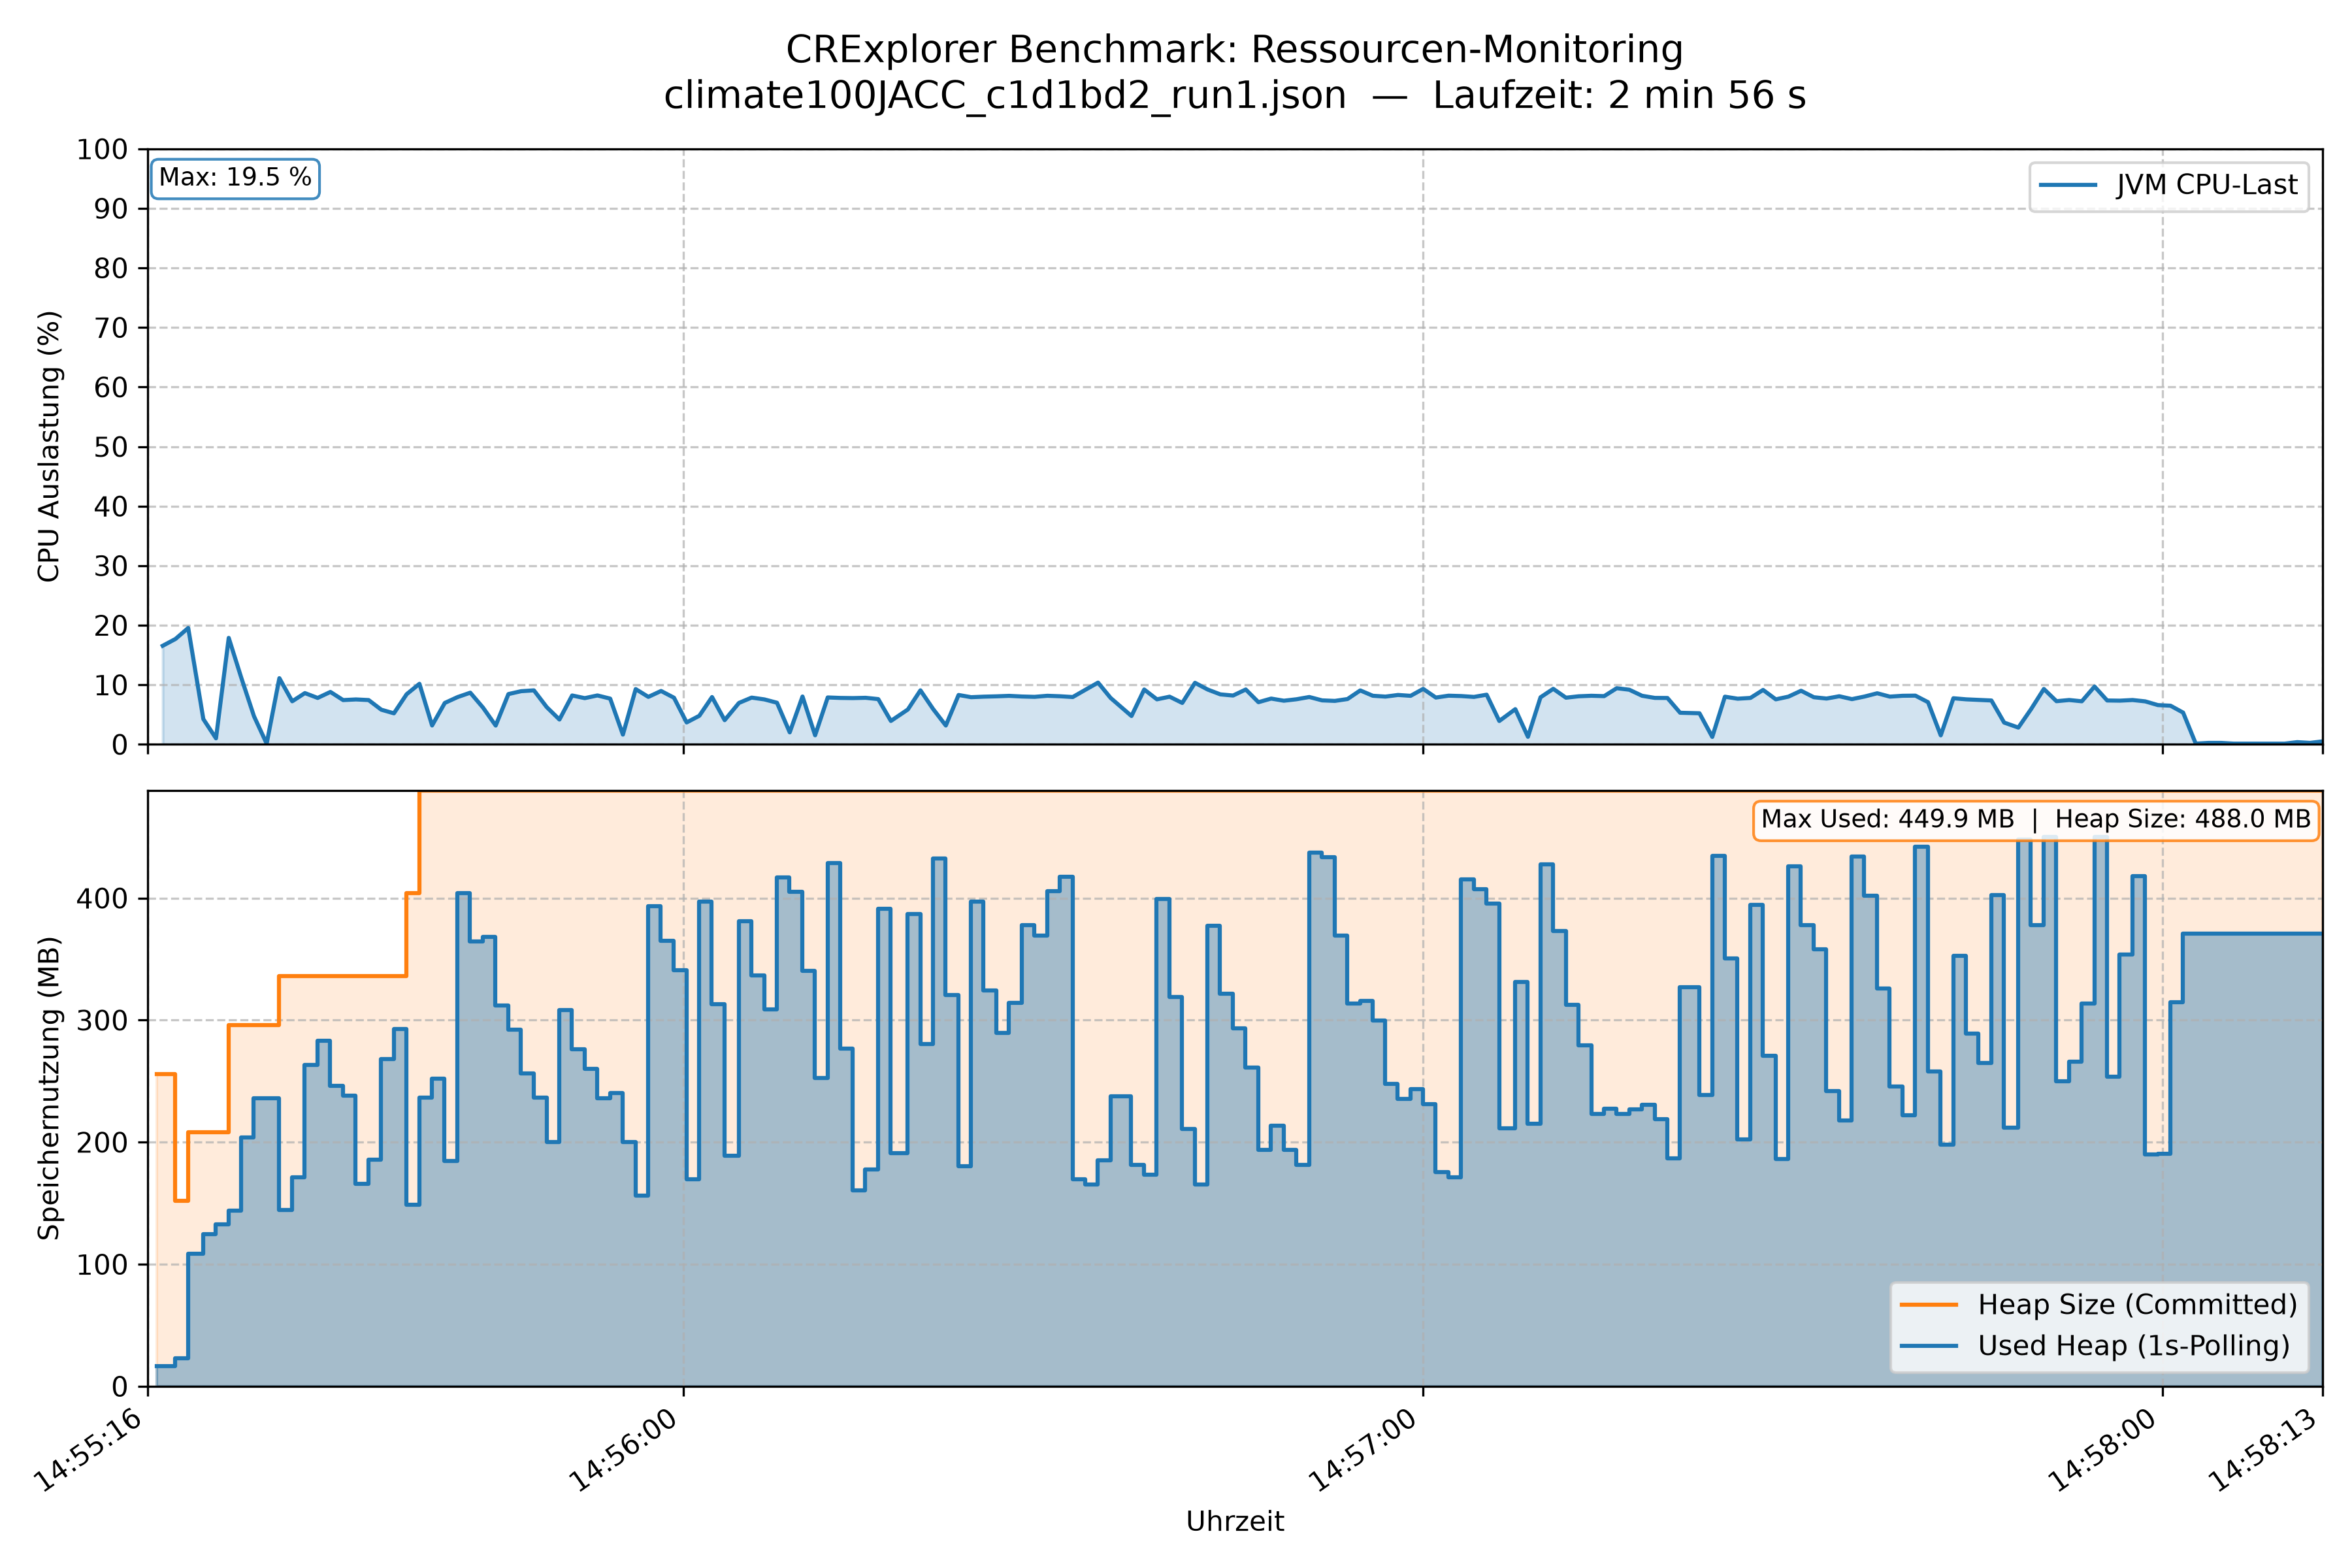 CRExplorer Benchmark: Ressourcen-Monitoring
climate100JACC_c1d1bd2_run1.json — Laufzeit: 2 min 56 s
100
90
80
70
60
50
40
30
20
10
0
CPU Auslastung (%)
Max: 19.5 %
JVM CPU-Last
400
300
200
100
0
Speichernutzung (MB)
Max Used: 449.9 MB | Heap Size: 488.0 MB
Heap Size (Committed)
Used Heap (1s-Polling)
14:55:16
14:56:00
14:57:00
14:58:00
14:58:13
Uhrzeit